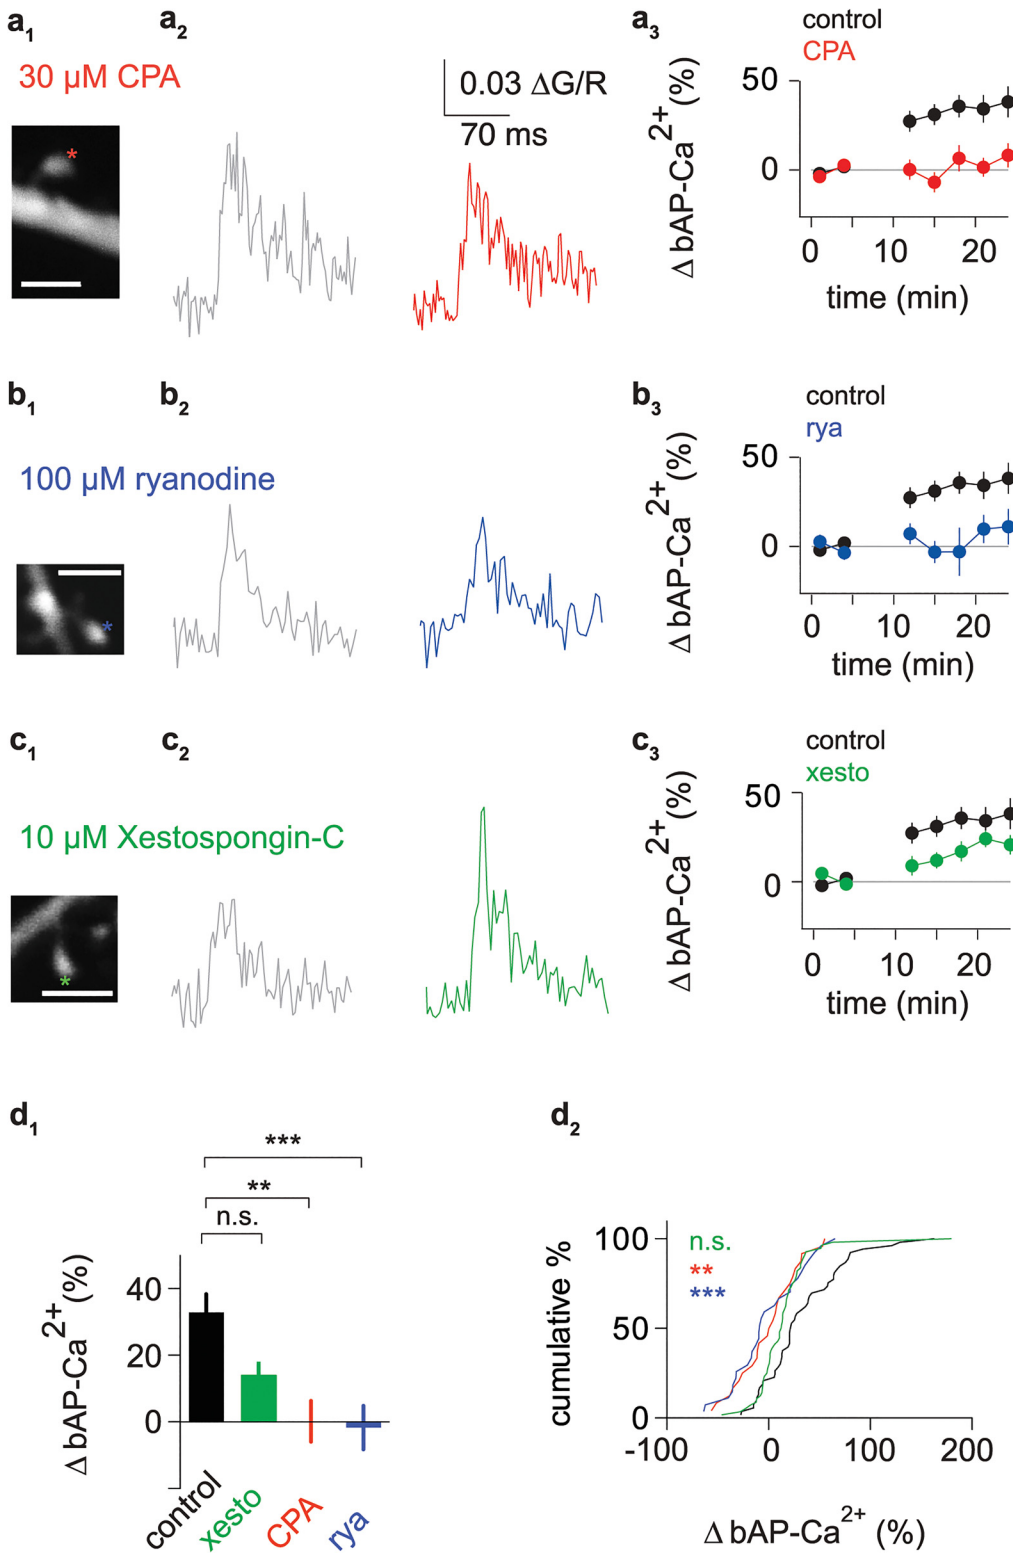 a1
a2
a3
30 µM CPA
*
0.03 ΔG/R
70 ms
control
CPA
Δ bAP-Ca2+(%)
50
0
0
10
20
time (min)
b1
b2
b3
100 µM ryanodine
*
control
rya
Δ bAP-Ca2+(%)
50
0
0
10
20
time (min)
c1
c2
c3
10 µM Xestospongin-C
*
control
xesto
Δ bAP-Ca2+(%)
50
0
0
10
20
time (min)
d1
***
**
n.s.
Δ bAP-Ca2+(%)
40
20
0
control
xesto
CPA
rya
d2
n.s.
**
***
cumulative %
100
50
0
-100
0
100
200
Δ bAP-Ca2+ (%)